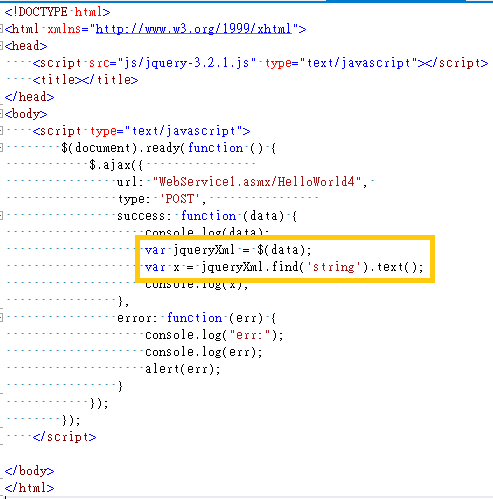 <!DOCTYPE html>
<html xmlns="http://www.w3.org/1999/xhtml">
<head>
    <script src="js/jquery-3.2.1.js" type="text/javascript"></script>
    <title></title>
</head>
<body>
    <script type="text/javascript">
        $(document).ready(function () {
            $.ajax({
                url: "WebService1.asmx/HelloWorld4",
                type: 'POST',
                success: function (data) {
                    console.log(data);
                    var jqueryXml = $(data);
                    var x = jqueryXml.find('string').text();
                    console.log(x);
                },
                error: function (err) {
                    console.log("err:");
                    console.log(err);
                    alert(err);
                }
            });
        });
    </script>
</body>
</html>